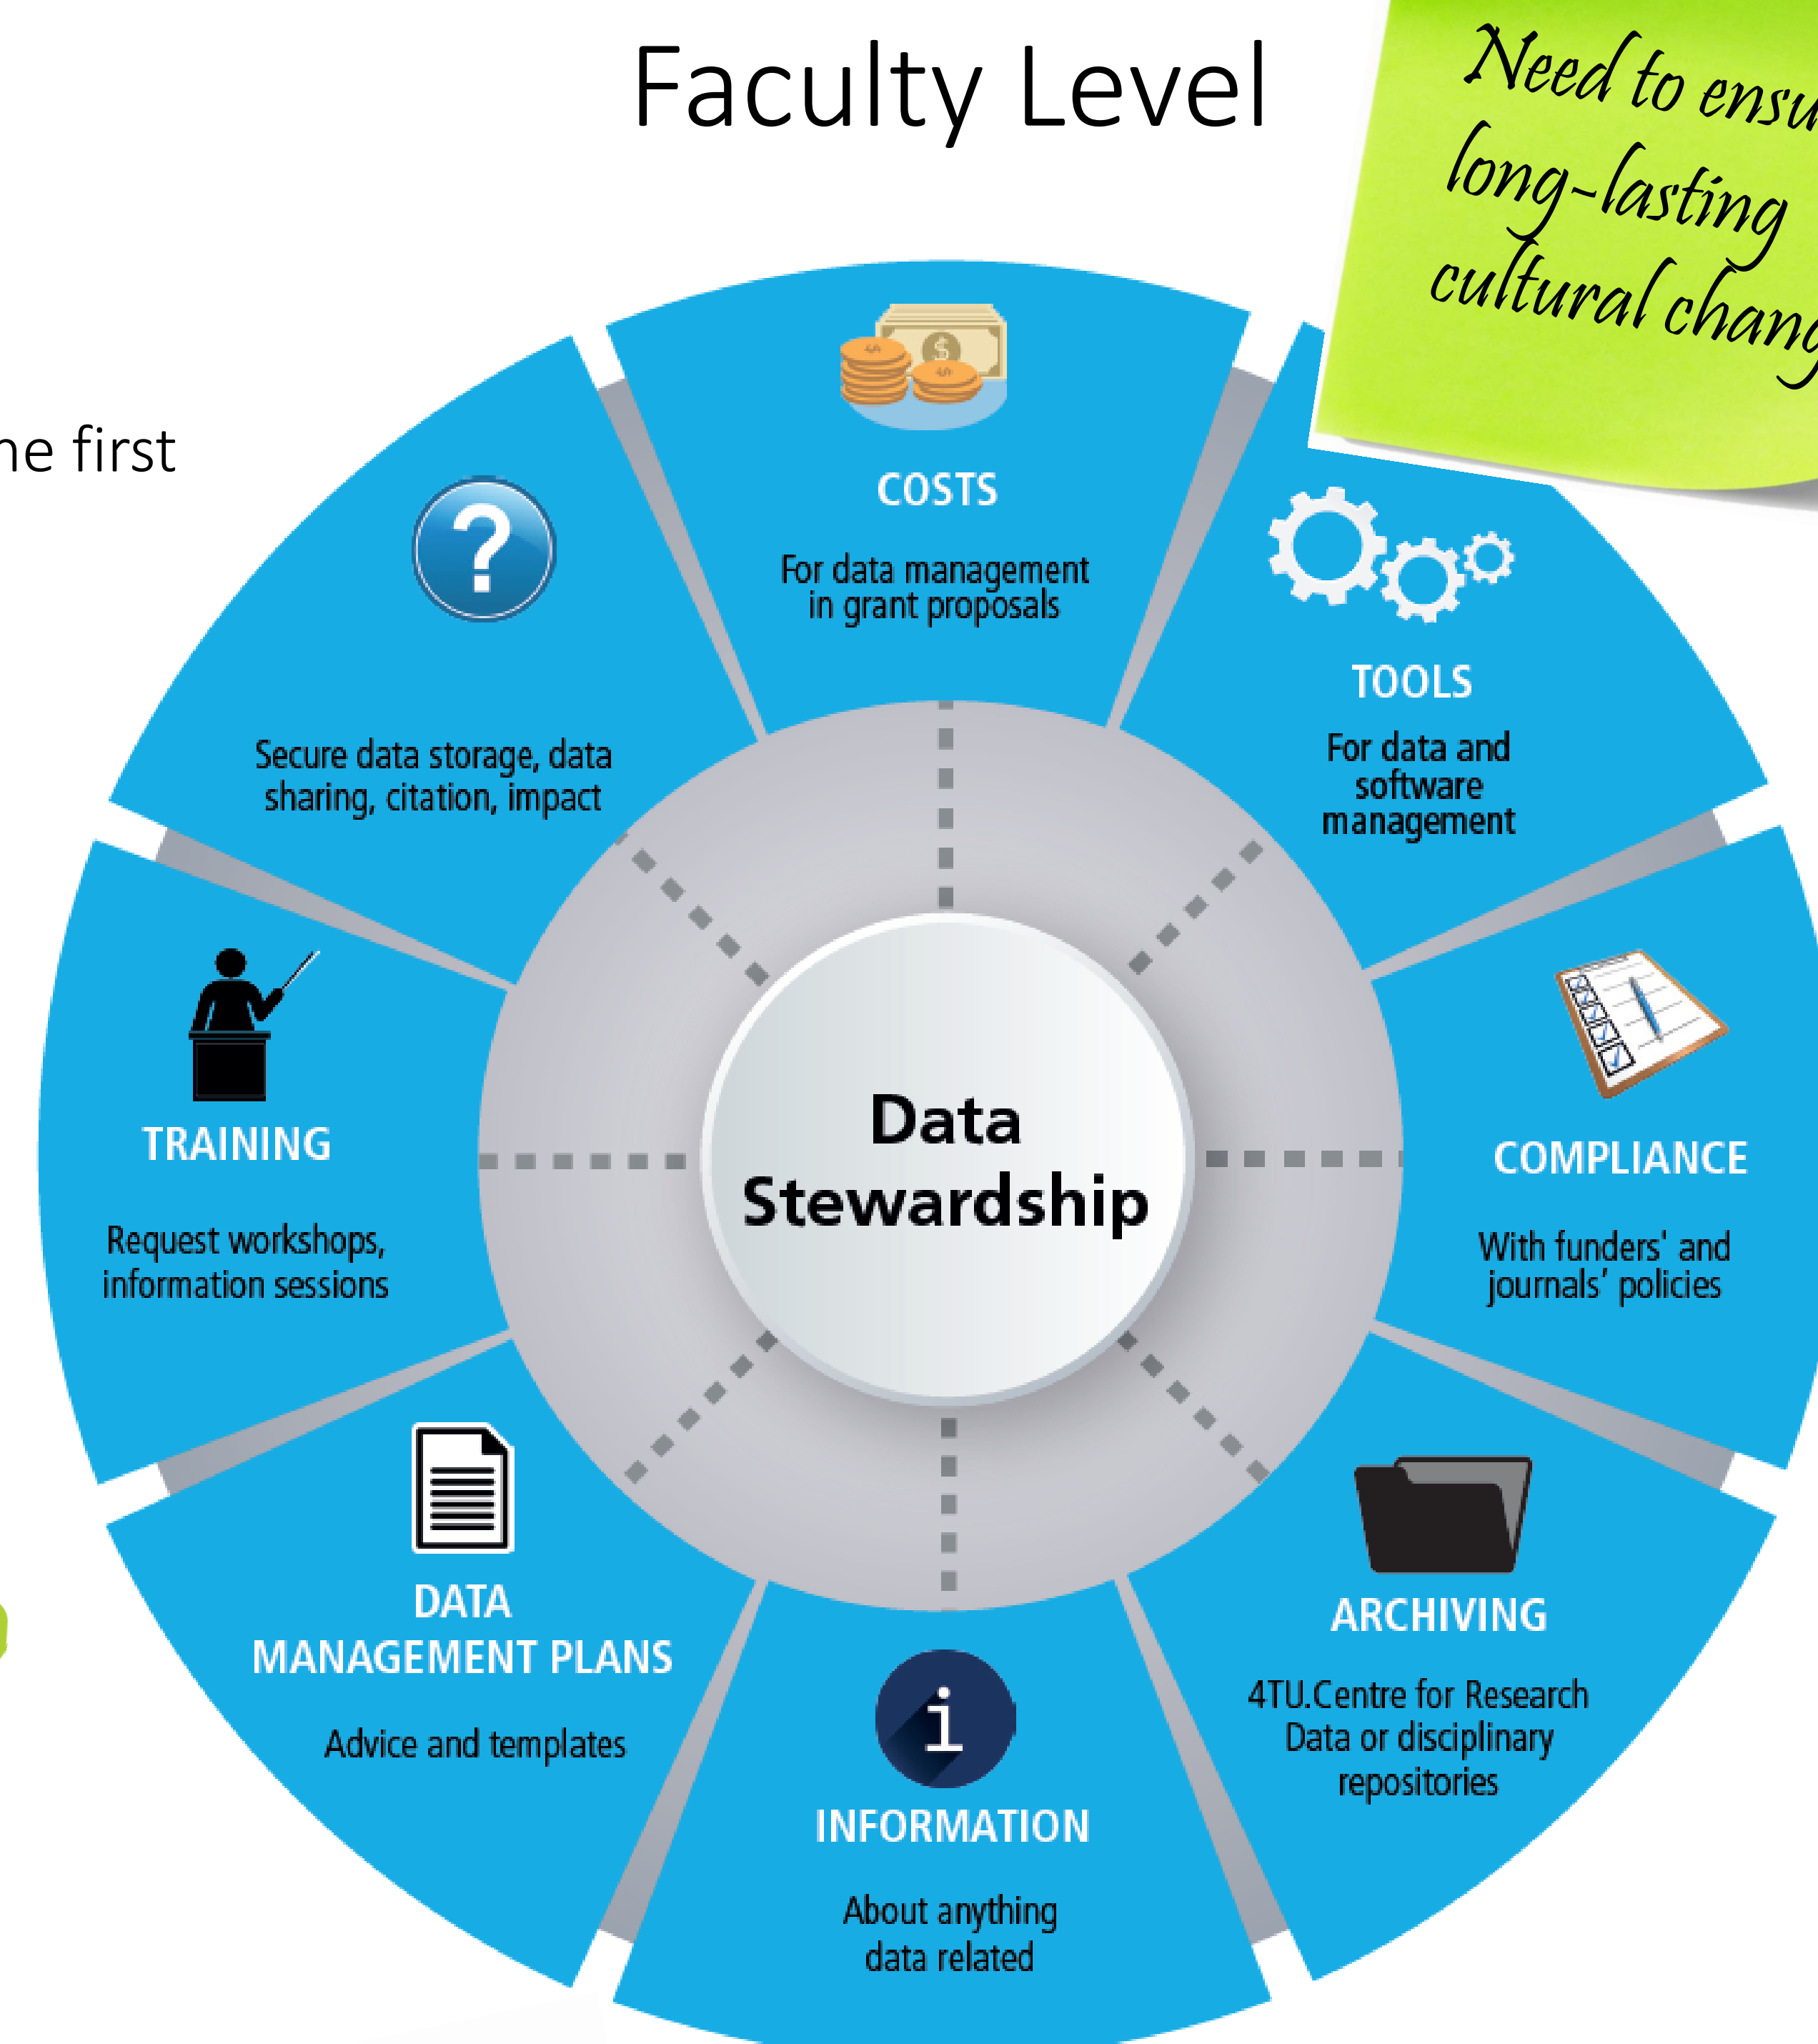 Faculty Level
Need to
long-lasting
cultural
first
COSTS
For data management
in grant proposals
TOOLS
For data and
software
management
COMPLIANCE
With funders' and
journals’ policies
ARCHIVING
4TU.Centre for Research
Data or disciplinary
repositories
i
INFORMATION
About anything
data related
DATA
MANAGEMENT PLANS
Advice and templates
TRAINING
Request workshops,
information sessions
?
Secure data storage, data
sharing, citation, impact
Data
Stewardship